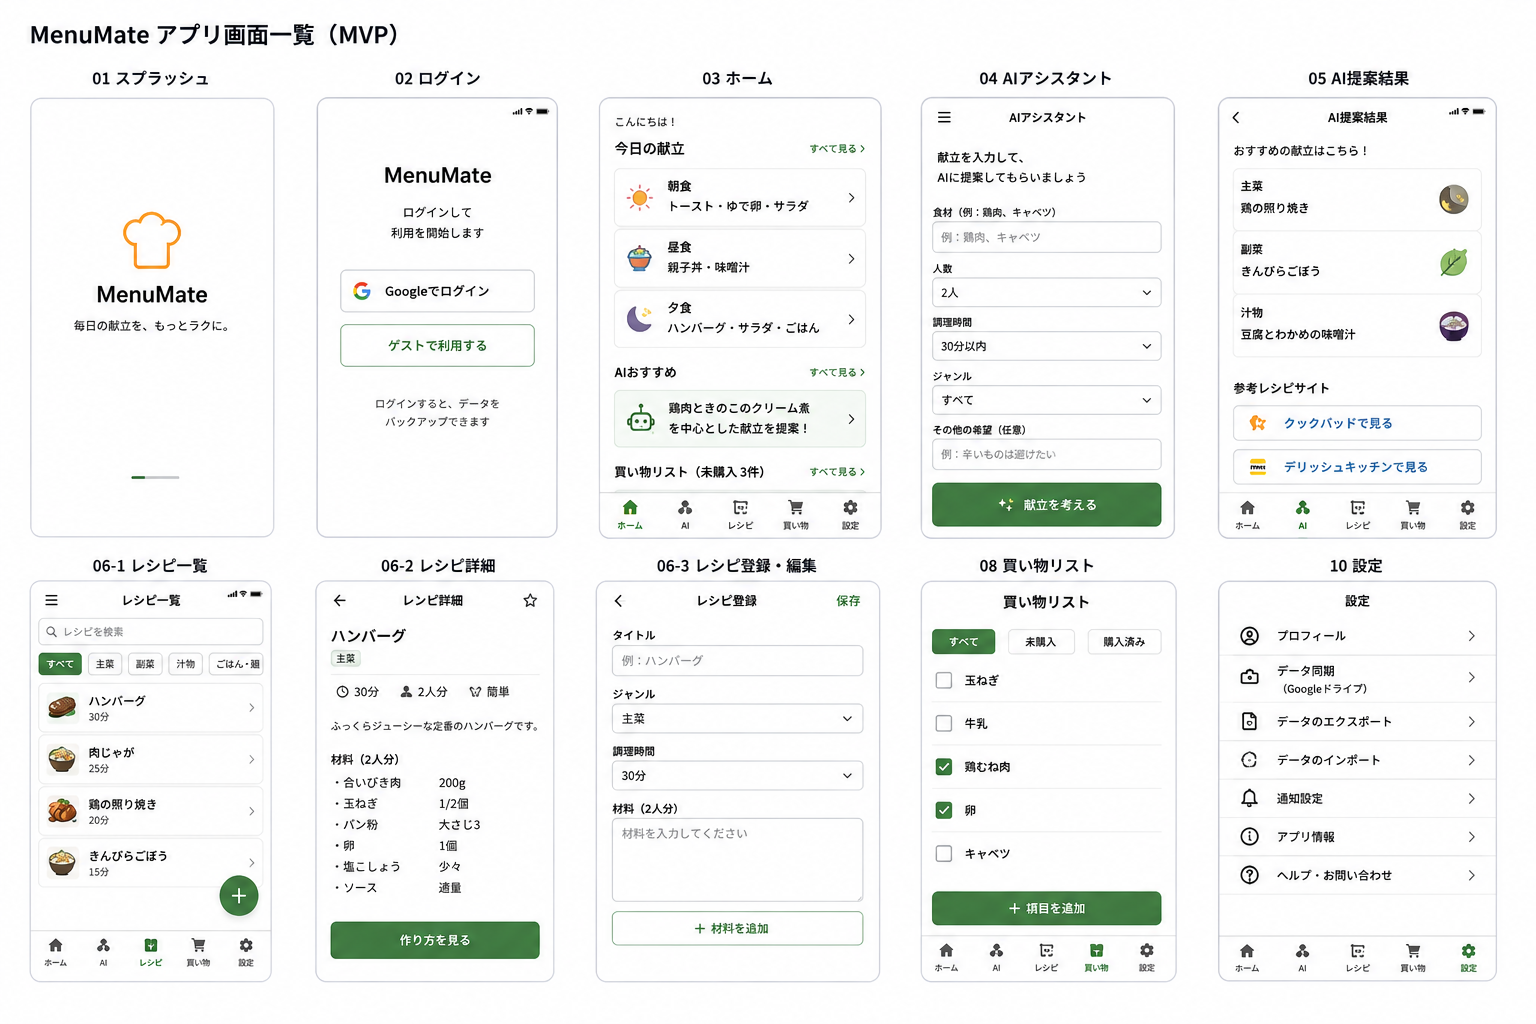 MenuMate アプリ画面一覧（MVP）
01 スプラッシュ
MenuMate
毎日の献立を、もっとラクに。
02 ログイン
MenuMate
ログインして
利用を開始します
Googleでログイン
ゲストで利用する
ログインすると、データを
バックアップできます
03 ホーム
こんにちは！
今日の献立
すべて見る
朝食
トースト・ゆで卵・サラダ
昼食
親子丼・味噌汁
夕食
ハンバーグ・サラダ・ごはん
AIおすすめ
すべて見る
鶏肉ときのこのクリーム煮
を中心とした献立を提案！
買い物リスト（未購入 3件）
すべて見る
ホーム
AI
レシピ
買い物
設定
04 AIアシスタント
AIアシスタント
献立を入力して、
AIに提案してもらいましょう
食材（例：鶏肉、キャベツ）
例：鶏肉、キャベツ
人数
2人
調理時間
30分以内
ジャンル
すべて
その他の希望（任意）
例：辛いものは避けたい
献立を考える
05 AI提案結果
AI提案結果
おすすめの献立はこちら！
主菜
鶏の照り焼き
副菜
きんぴらごぼう
汁物
豆腐とわかめの味噌汁
参考レシピサイト
クックパッドで見る
デリッシュキッチンで見る
ホーム
AI
レシピ
買い物
設定
06-1 レシピ一覧
レシピ一覧
レシピを検索
すべて
主菜
副菜
汁物
ごはん・麺
ハンバーグ
30分
肉じゃが
25分
鶏の照り焼き
20分
きんぴらごぼう
15分
ホーム
AI
レシピ
買い物
設定
06-2 レシピ詳細
レンピ詳細
ハンバーグ
主菜
30分
2人分
簡単
ふっくらジューシーな定番のハンバーグです。
材料（2人分）
・合いびき肉 200g
・玉ねぎ 1/2個
・パン粉 大さじ3
・卵 1個
・塩こしょう 少々
・ソース 適量
作り方を見る
06-3 レシピ登録・編集
レシピ登録
保存
タイトル
例：ハンバーグ
ジャンル
主菜
調理時間
30分
材料（2人分）
材料を入力してください
＋ 材料を追加
08 買い物リスト
買い物リスト
すべて
未購入
購入済み
玉ねぎ
牛乳
鶏むね肉
卵
キャベツ
＋ 項目を追加
ホーム
AI
レシピ
買い物
設定
10 設定
設定
プロフィール
データ同期
（Googleドライブ）
データのエクスポート
データのインポート
通知設定
アプリ情報
ヘルプ・お問い合わせ
ホーム
AI
レシピ
買い物
設定